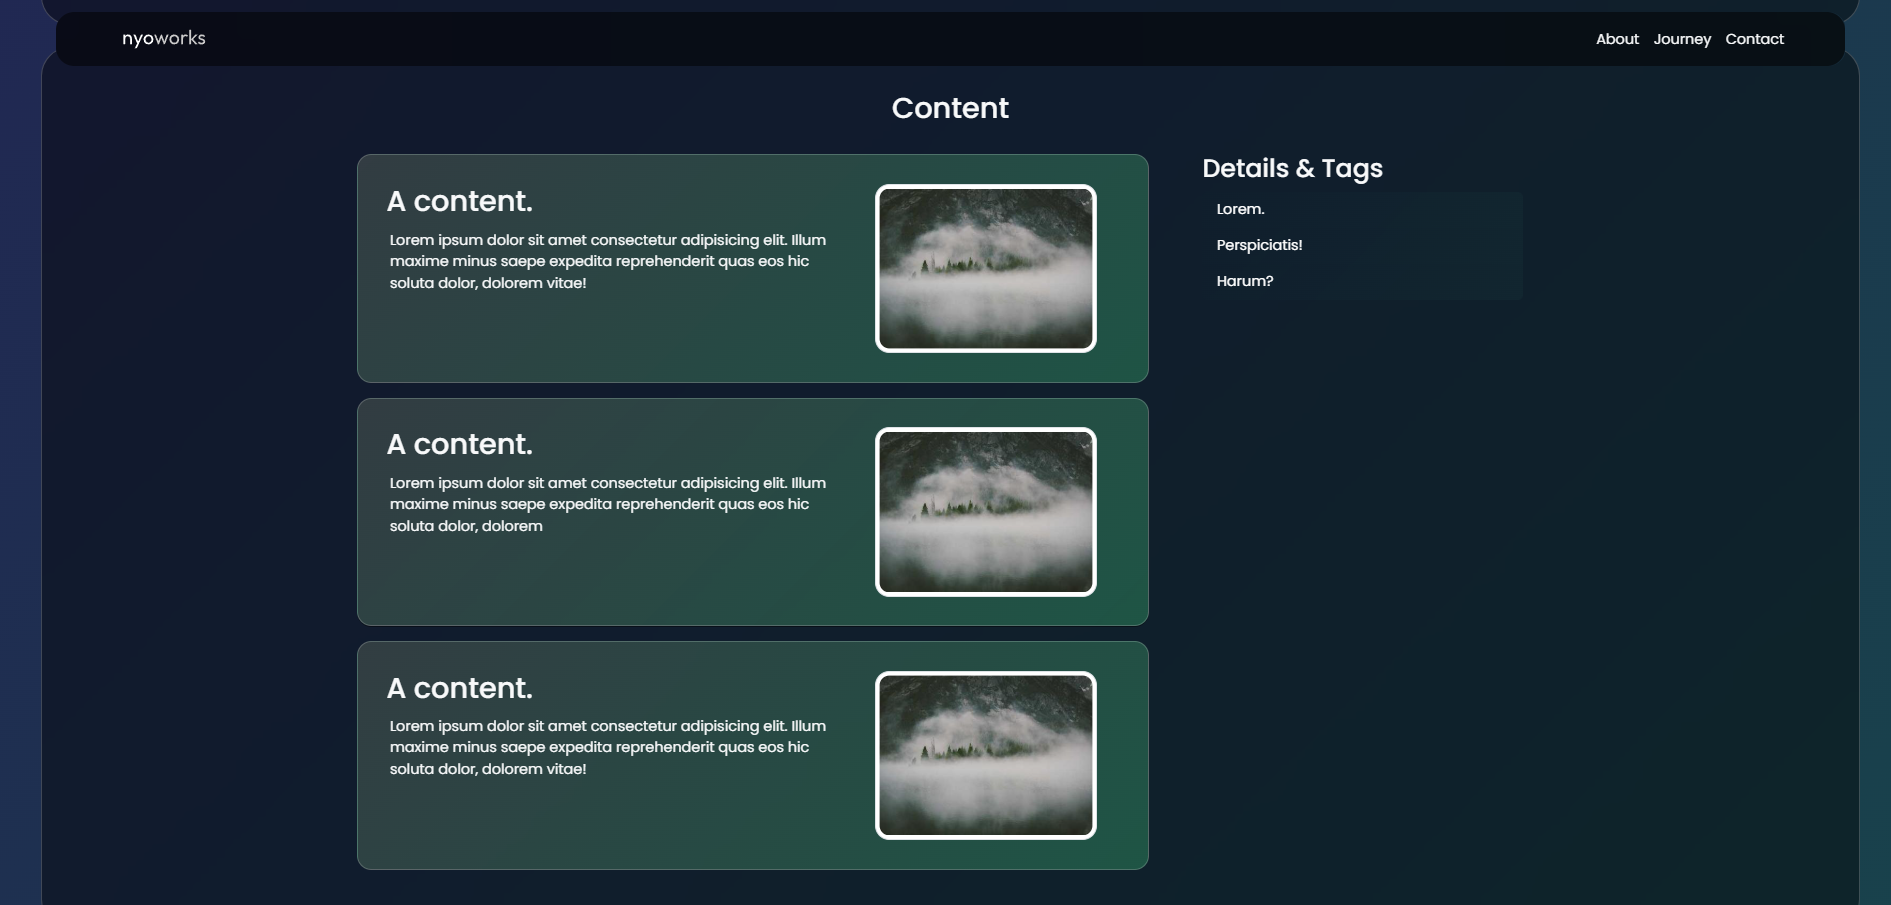 nyoworks
About Journey Contact
Content
A content.
Lorem ipsum dolor sit amet consectetur adipisicing elit. Illum
maxime minus saepe expedita reprehenderit quas eos hic
soluta dolor, dolorem vitae!
A content.
Lorem ipsum dolor sit amet consectetur adipisicing elit. Illum
maxime minus saepe expedita reprehenderit quas eos hic
soluta dolor, dolorem
A content.
Lorem ipsum dolor sit amet consectetur adipisicing elit. Illum
maxime minus saepe expedita reprehenderit quas eos hic
soluta dolor, dolorem vitae!
Details & Tags
Lorem.
Perspiciatis!
Harum?